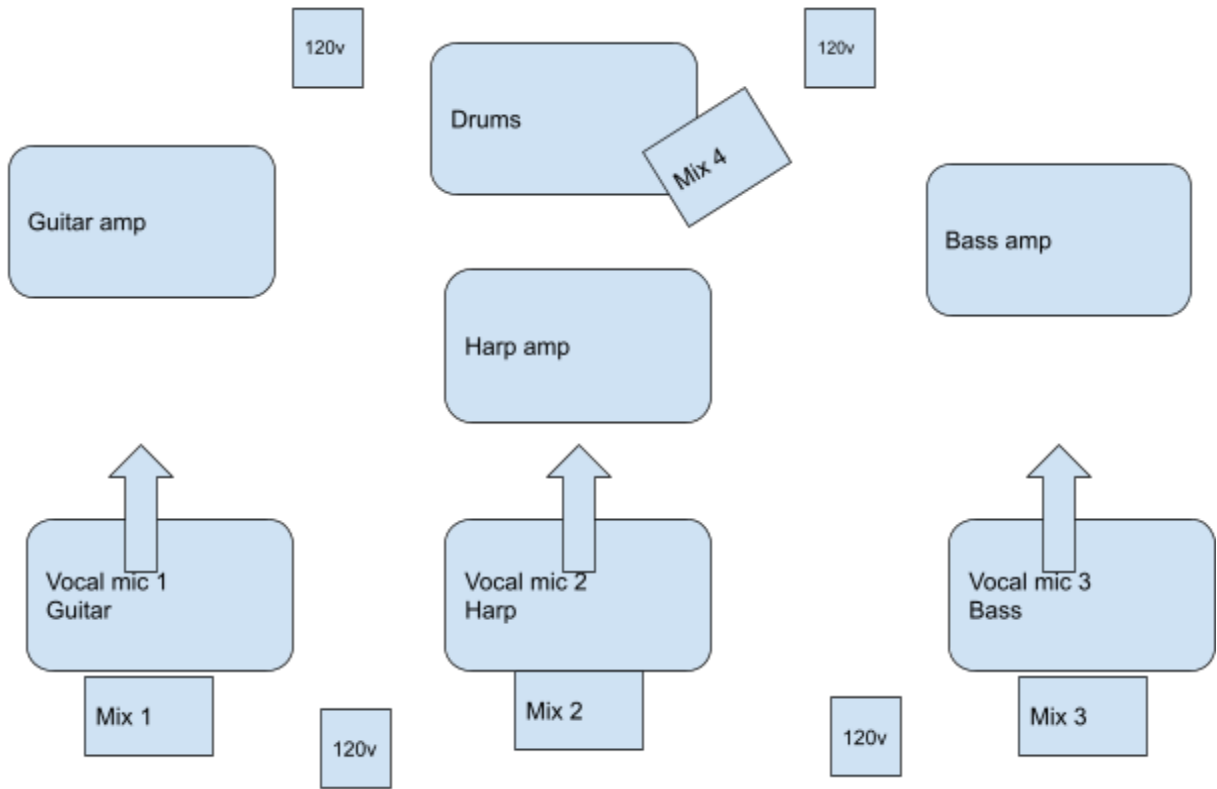 120v
120v
Drums
Mix 4
Guitar amp
Bass amp
Harp amp
Vocal mic 1
Guitar
Vocal mic 2
Harp
Vocal mic 3
Bass
Mix 1
Mix 2
Mix 3
120v
120v